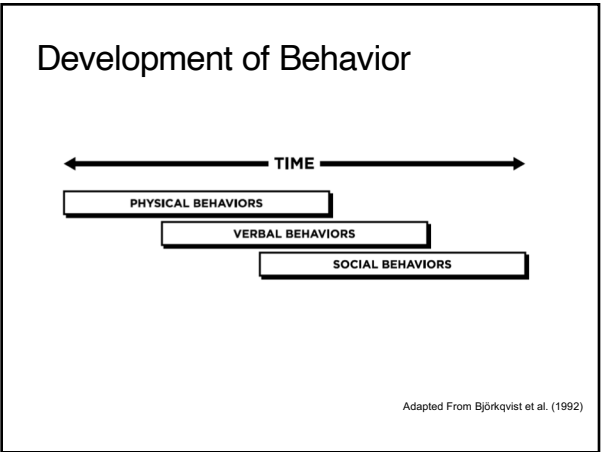 Development of Behavior
TIME
PHYSICAL BEHAVIORS
VERBAL BEHAVIORS
SOCIAL BEHAVIORS
Adapted From Björkqvist et al. (1992)